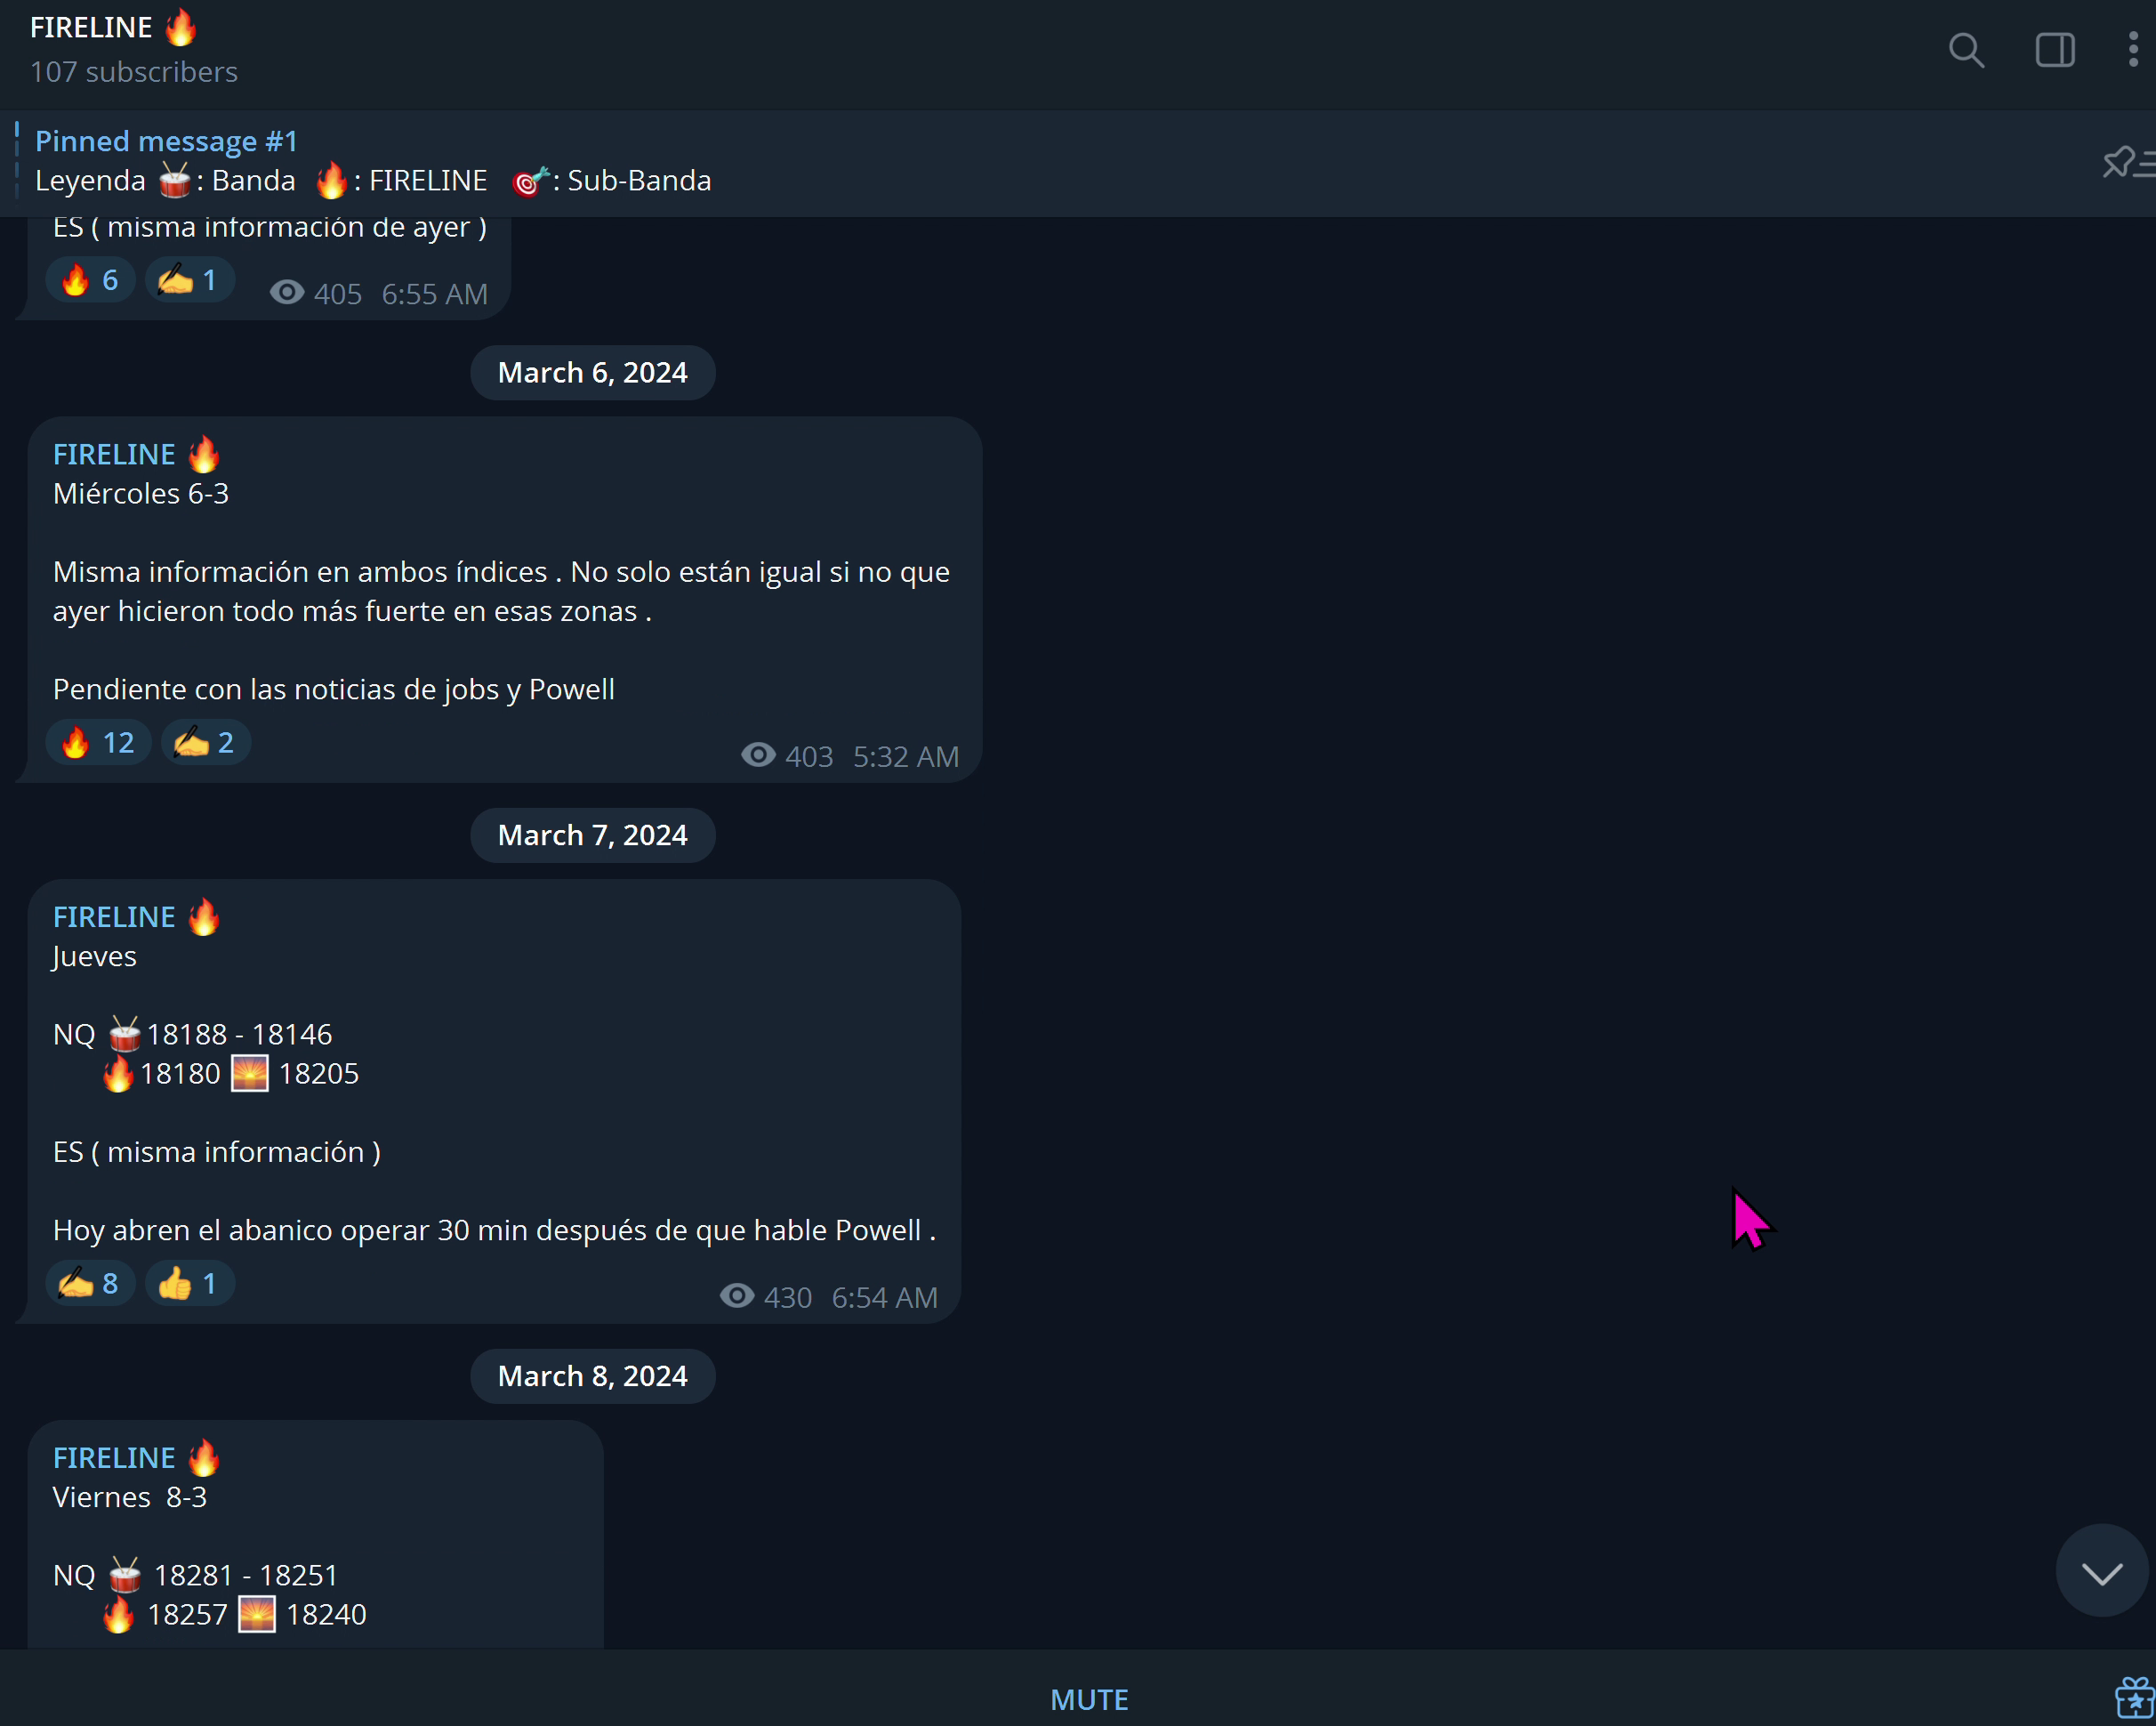 FIRELINE 🔥
107 subscribers
Pinned message #1
Leyenda 🥁: Banda 🔥: FIRELINE 🎯: Sub-Banda
ES ( misma información de ayer )
🔥 6 ✍ 1 405 6:55 AM
March 6, 2024
FIRELINE 🔥
Miércoles 6-3
Misma información en ambos índices . No solo están igual si no que
ayer hicieron todo más fuerte en esas zonas .
Pendiente con las noticias de jobs y Powell
🔥 12 ✍ 2 403 5:32 AM
March 7, 2024
FIRELINE 🔥
Jueves
NQ 🥁18188 - 18146
🔥18180 🌅 18205
ES ( misma información )
Hoy abren el abanico operar 30 min después de que hable Powell .
✍ 8 👍 1 430 6:54 AM
March 8, 2024
FIRELINE 🔥
Viernes  8-3
NQ 🥁 18281 - 18251
🔥 18257 🌅 18240
MUTE